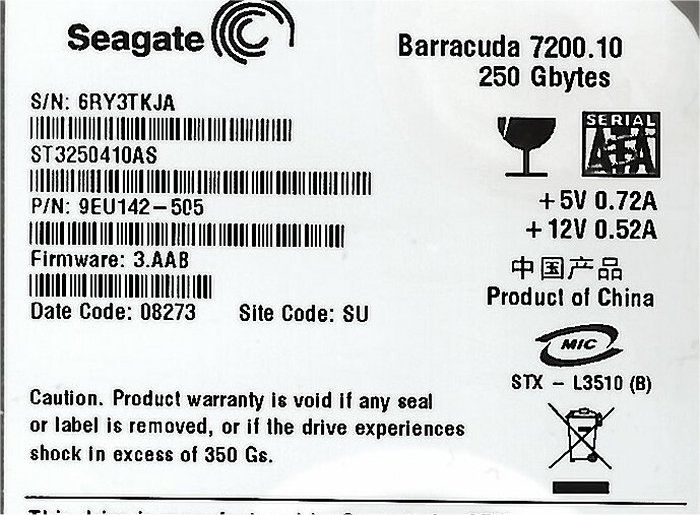 Seagate
Barracuda 7200.10
250 Gbytes
S/N: 6RY3TKJA
ST3250410AS
P/N: 9EU142-505
Firmware: 3.AAB
Date Code: 08273 Site Code: SU
SERIAL
ATA
+5V 0.72A
+12V 0.52A
中国产品
Product of China
MIC
STX - L3510 (B)
Caution. Product warranty is void if any seal
or label is removed, or if the drive experiences
shock in excess of 350 Gs.